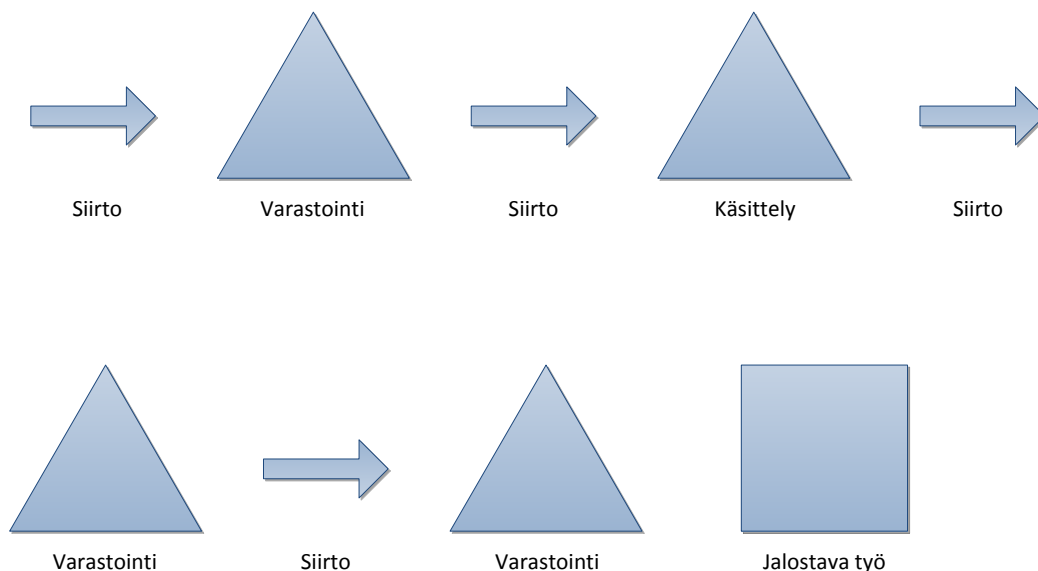 Siirto
Varastointi
Siirto
Käsittely
Siirto
Varastointi
Siirto
Varastointi
Jalostava työ